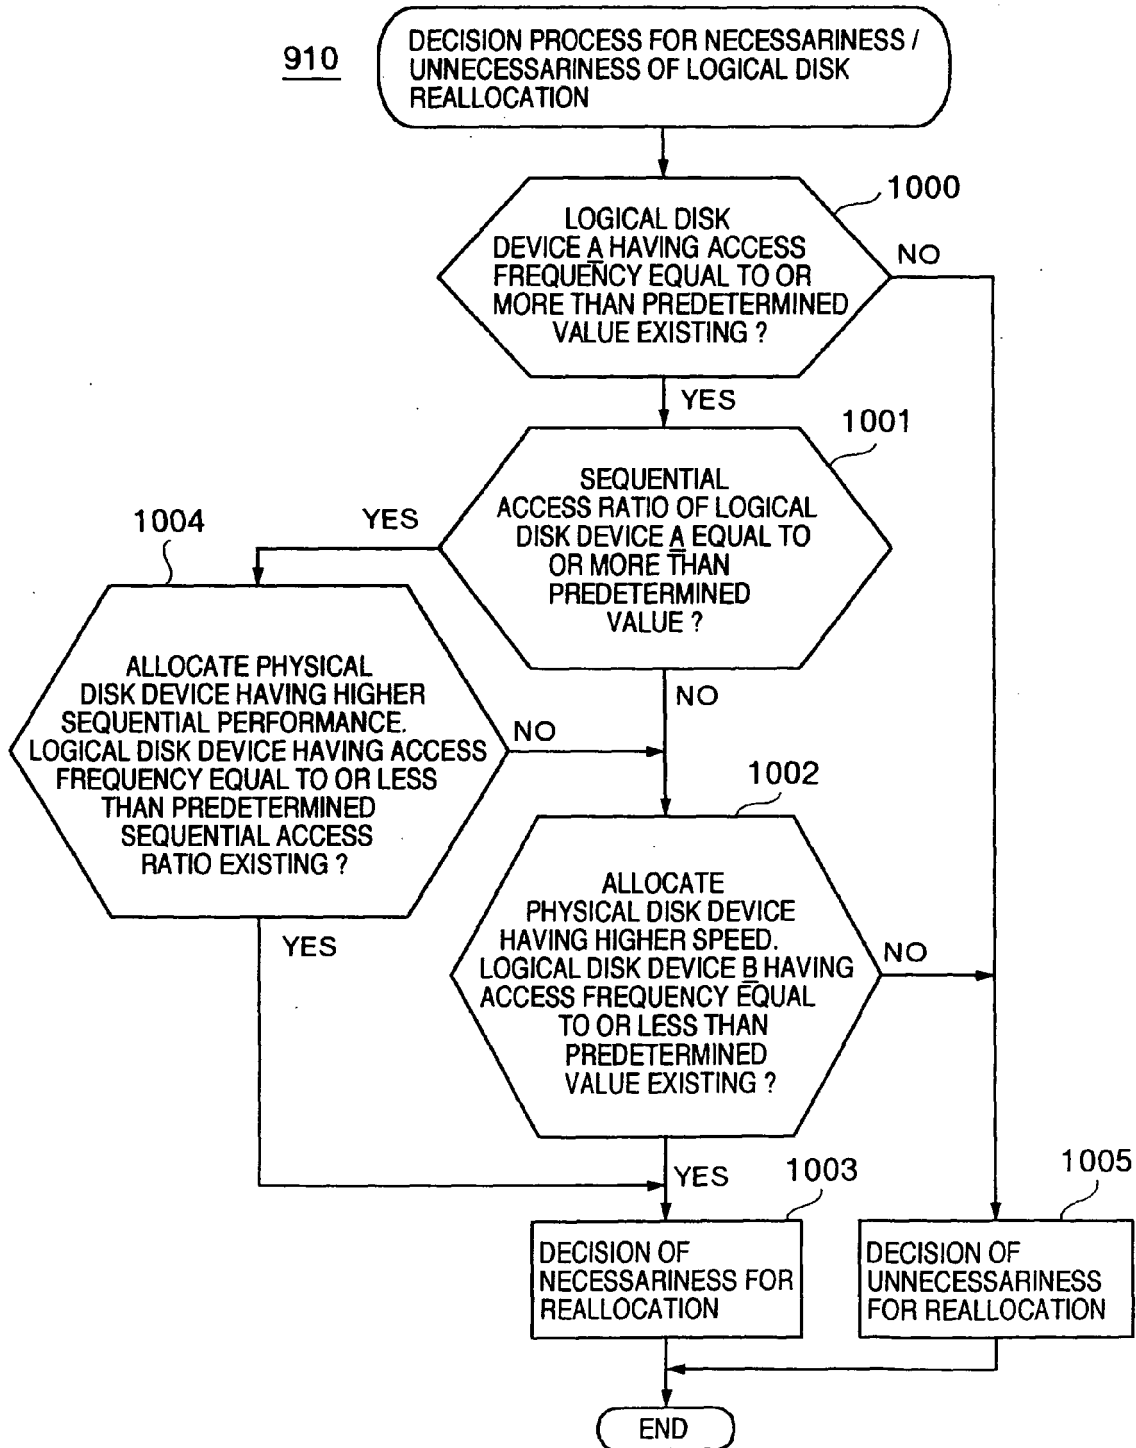 910
DECISION PROCESS FOR NECESSARINESS /
UNNECESSARINESS OF LOGICAL DISK
REALLOCATION
1000
LOGICAL DISK
DEVICE A HAVING ACCESS
FREQUENCY EQUAL TO OR
MORE THAN PREDETERMINED
VALUE EXISTING ?
NO
YES
1001
SEQUENTIAL
ACCESS RATIO OF LOGICAL
DISK DEVICE A EQUAL TO
OR MORE THAN
PREDETERMINED
VALUE ?
YES
NO
1004
ALLOCATE PHYSICAL
DISK DEVICE HAVING HIGHER
SEQUENTIAL PERFORMANCE.
LOGICAL DISK DEVICE HAVING ACCESS
FREQUENCY EQUAL TO OR LESS
THAN PREDETERMINED
SEQUENTIAL ACCESS
RATIO EXISTING ?
NO
YES
1002
ALLOCATE
PHYSICAL DISK DEVICE
HAVING HIGHER SPEED.
LOGICAL DISK DEVICE B HAVING
ACCESS FREQUENCY EQUAL
TO OR LESS THAN
PREDETERMINED
VALUE EXISTING ?
NO
YES
1003
DECISION OF
NECESSARINESS FOR
REALLOCATION
1005
DECISION OF
UNNECESSARINESS
FOR REALLOCATION
END